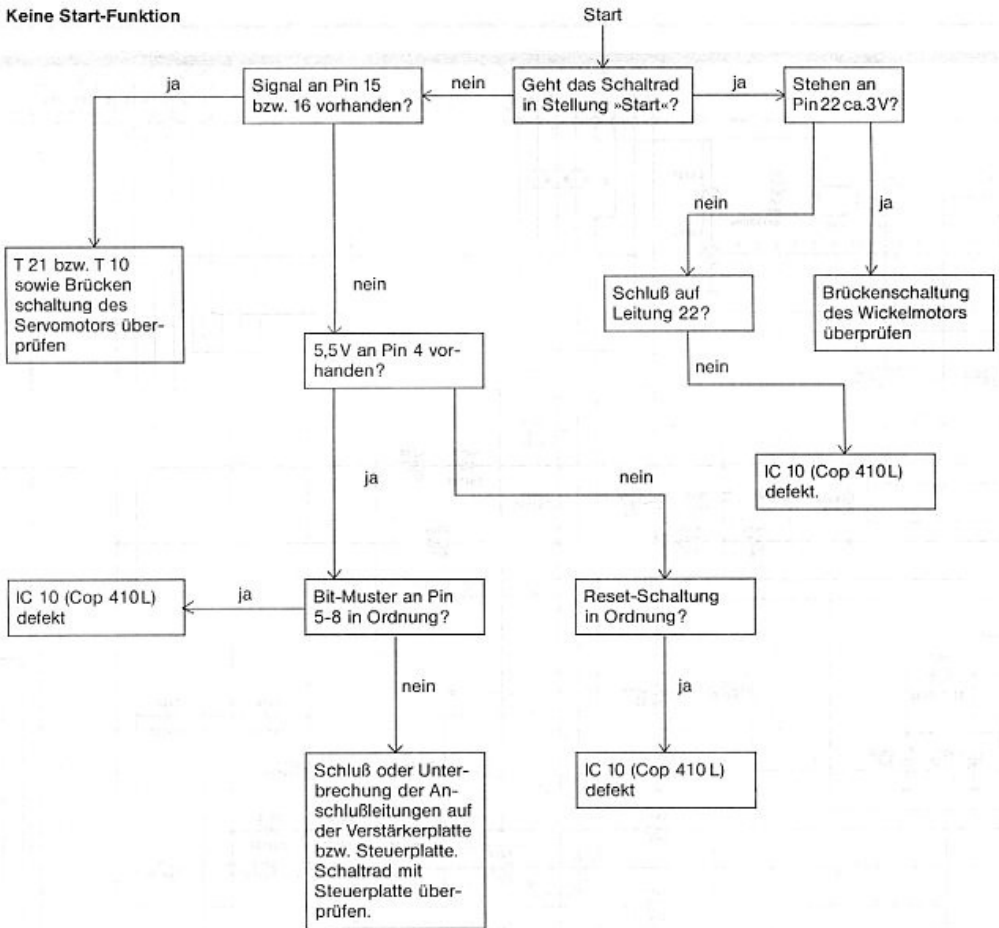 Keine Start-Funktion
Start
Signal an Pin 15
bzw. 16 vorhanden?
nein
Geht das Schaltrad
in Stellung »Start«?
ja
Stehen an
Pin 22 ca. 3 V?
ja
T 21 bzw. T 10
sowie Brücken
schaltung des
Servomotors über-
prüfen
nein
nein
Schluß auf
Leitung 22?
ja
Brückenschaltung
des Wickelmotors
überprüfen
5,5 V an Pin 4 vor-
handen?
nein
IC 10 (Cop 410 L)
defekt.
ja
nein
IC 10 (Cop 410 L)
defekt
ja
Bit-Muster an Pin
5-8 in Ordnung?
Reset-Schaltung
in Ordnung?
nein
ja
Schluß oder Unter-
brechung der An-
schlußleitungen auf
der Verstärkerplatte
bzw. Steuerplatte.
Schaltrad mit
Steuerplatte über-
prüfen.
IC 10 (Cop 410 L)
defekt